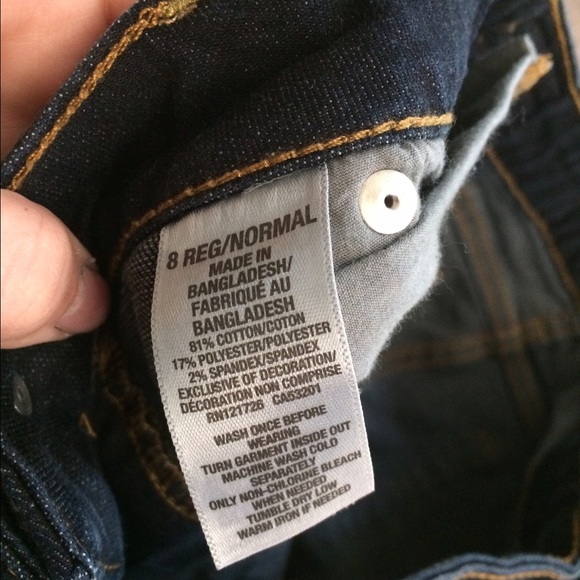 8 REG/NORMAL
MADE IN
BANGLADESH/
FABRIQUÉ AU
BANGLADESH
81% COTTON/COTON
17% POLYESTER/POLYESTER
2% SPANDEX/SPANDEX
EXCLUSIVE OF DECORATION/
DÉCORATION NON COMPRISE
RN121726 CA53201
WASH ONCE BEFORE
WEARING
TURN GARMENT INSIDE OUT
MACHINE WASH COLD
SEPARATELY
ONLY NON-CHLORINE BLEACH
WHEN NEEDED
TUMBLE DRY LOW
WARM IRON IF NEEDED